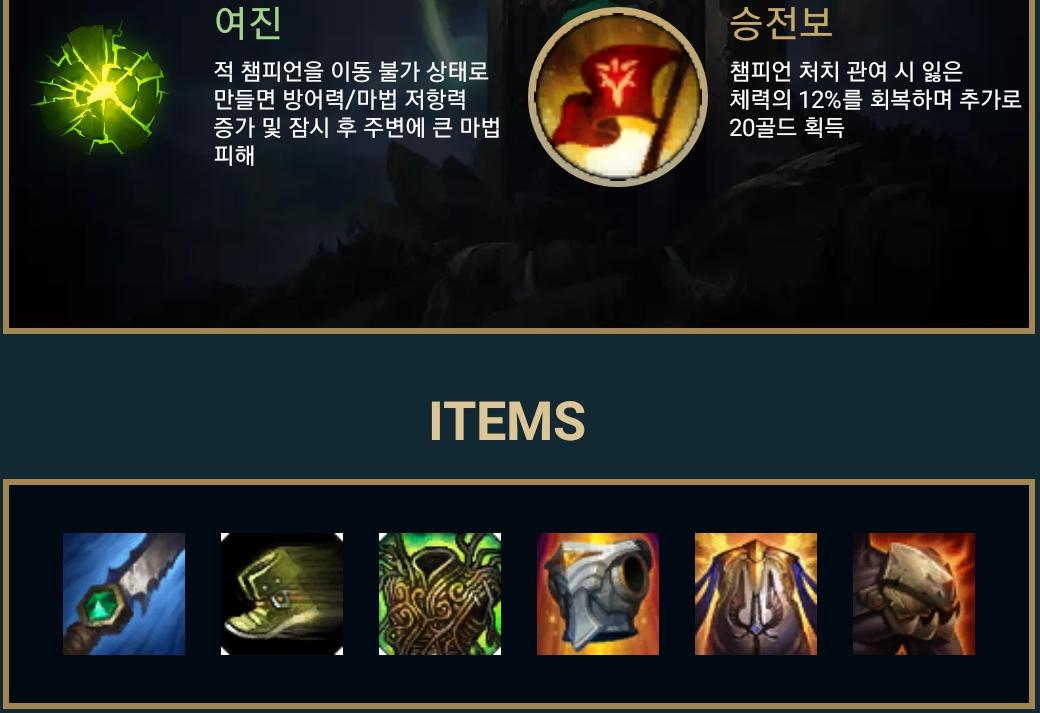 여진
적 챔피언을 이동 불가 상태로
만들면 방어력/마법 저항력
증가 및 잠시 후 주변에 큰 마법
피해
승전보
챔피언 처치 관여 시 잃은
체력의 12%를 회복하며 추가로
20골드 획득
ITEMS